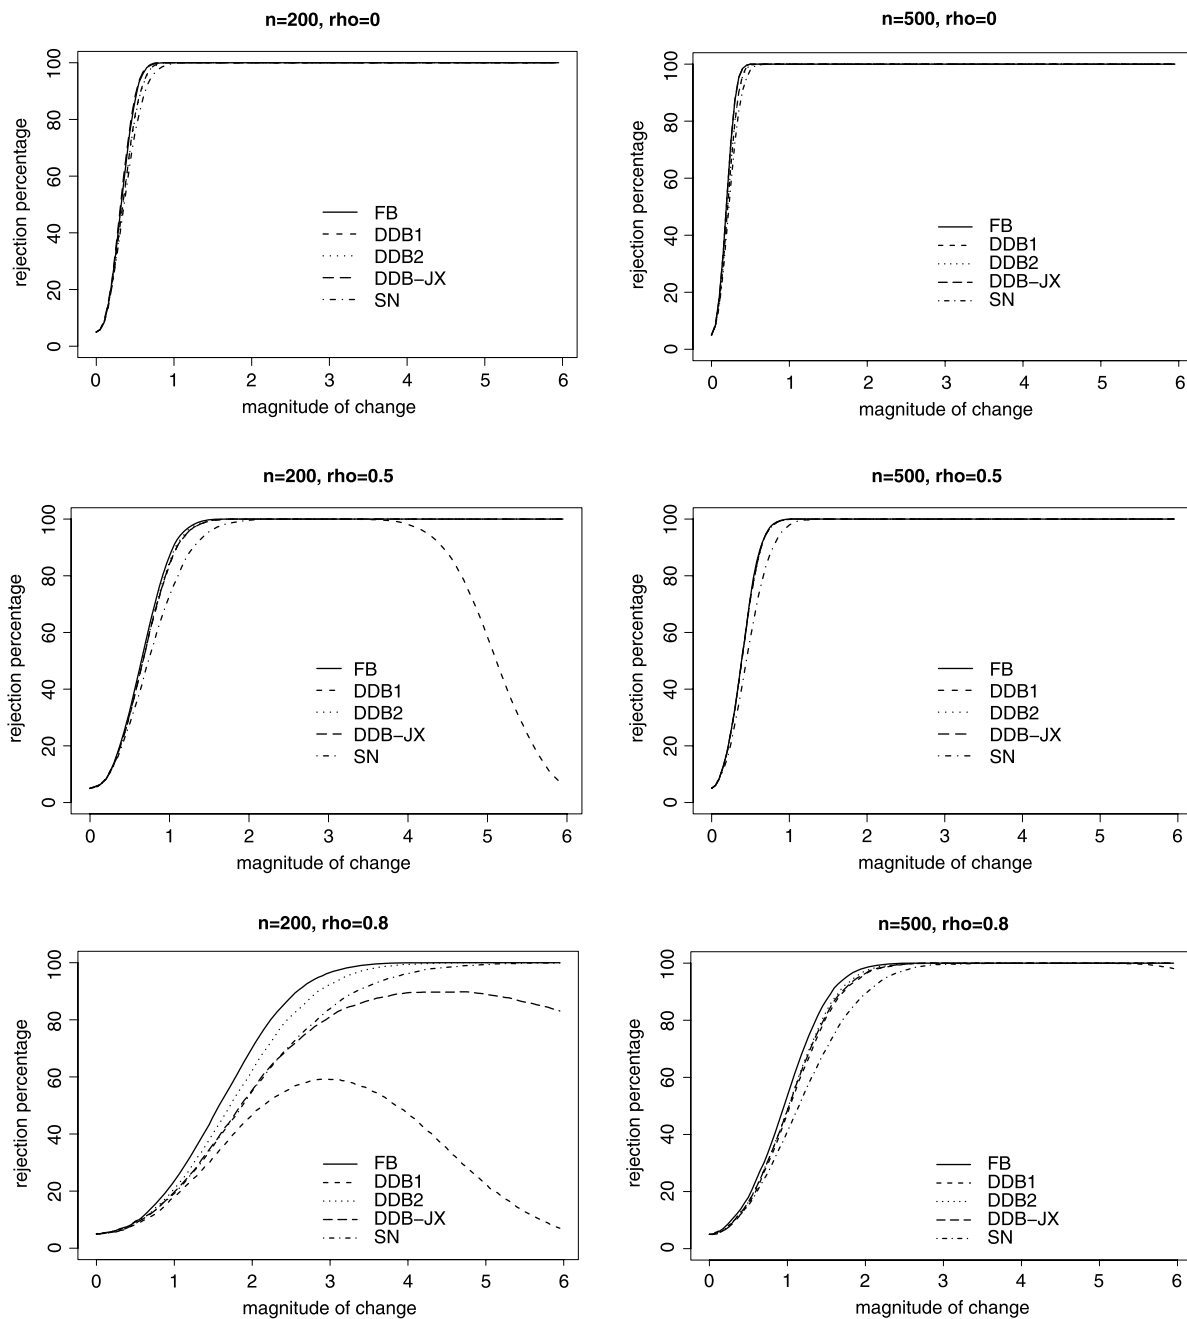 n=200, rho=0
rejection percentage
100
80
60
40
20
0
FB
DDB1
DDB2
DDB−JX
SN
0 1 2 3 4 5 6
magnitude of change
n=500, rho=0
rejection percentage
100
80
60
40
20
0
FB
DDB1
DDB2
DDB−JX
SN
0 1 2 3 4 5 6
magnitude of change
n=200, rho=0.5
rejection percentage
100
80
60
40
20
0
FB
DDB1
DDB2
DDB−JX
SN
0 1 2 3 4 5 6
magnitude of change
n=500, rho=0.5
rejection percentage
100
80
60
40
20
0
FB
DDB1
DDB2
DDB−JX
SN
0 1 2 3 4 5 6
magnitude of change
n=200, rho=0.8
rejection percentage
100
80
60
40
20
0
FB
DDB1
DDB2
DDB−JX
SN
0 1 2 3 4 5 6
magnitude of change
n=500, rho=0.8
rejection percentage
100
80
60
40
20
0
FB
DDB1
DDB2
DDB−JX
SN
0 1 2 3 4 5 6
magnitude of change